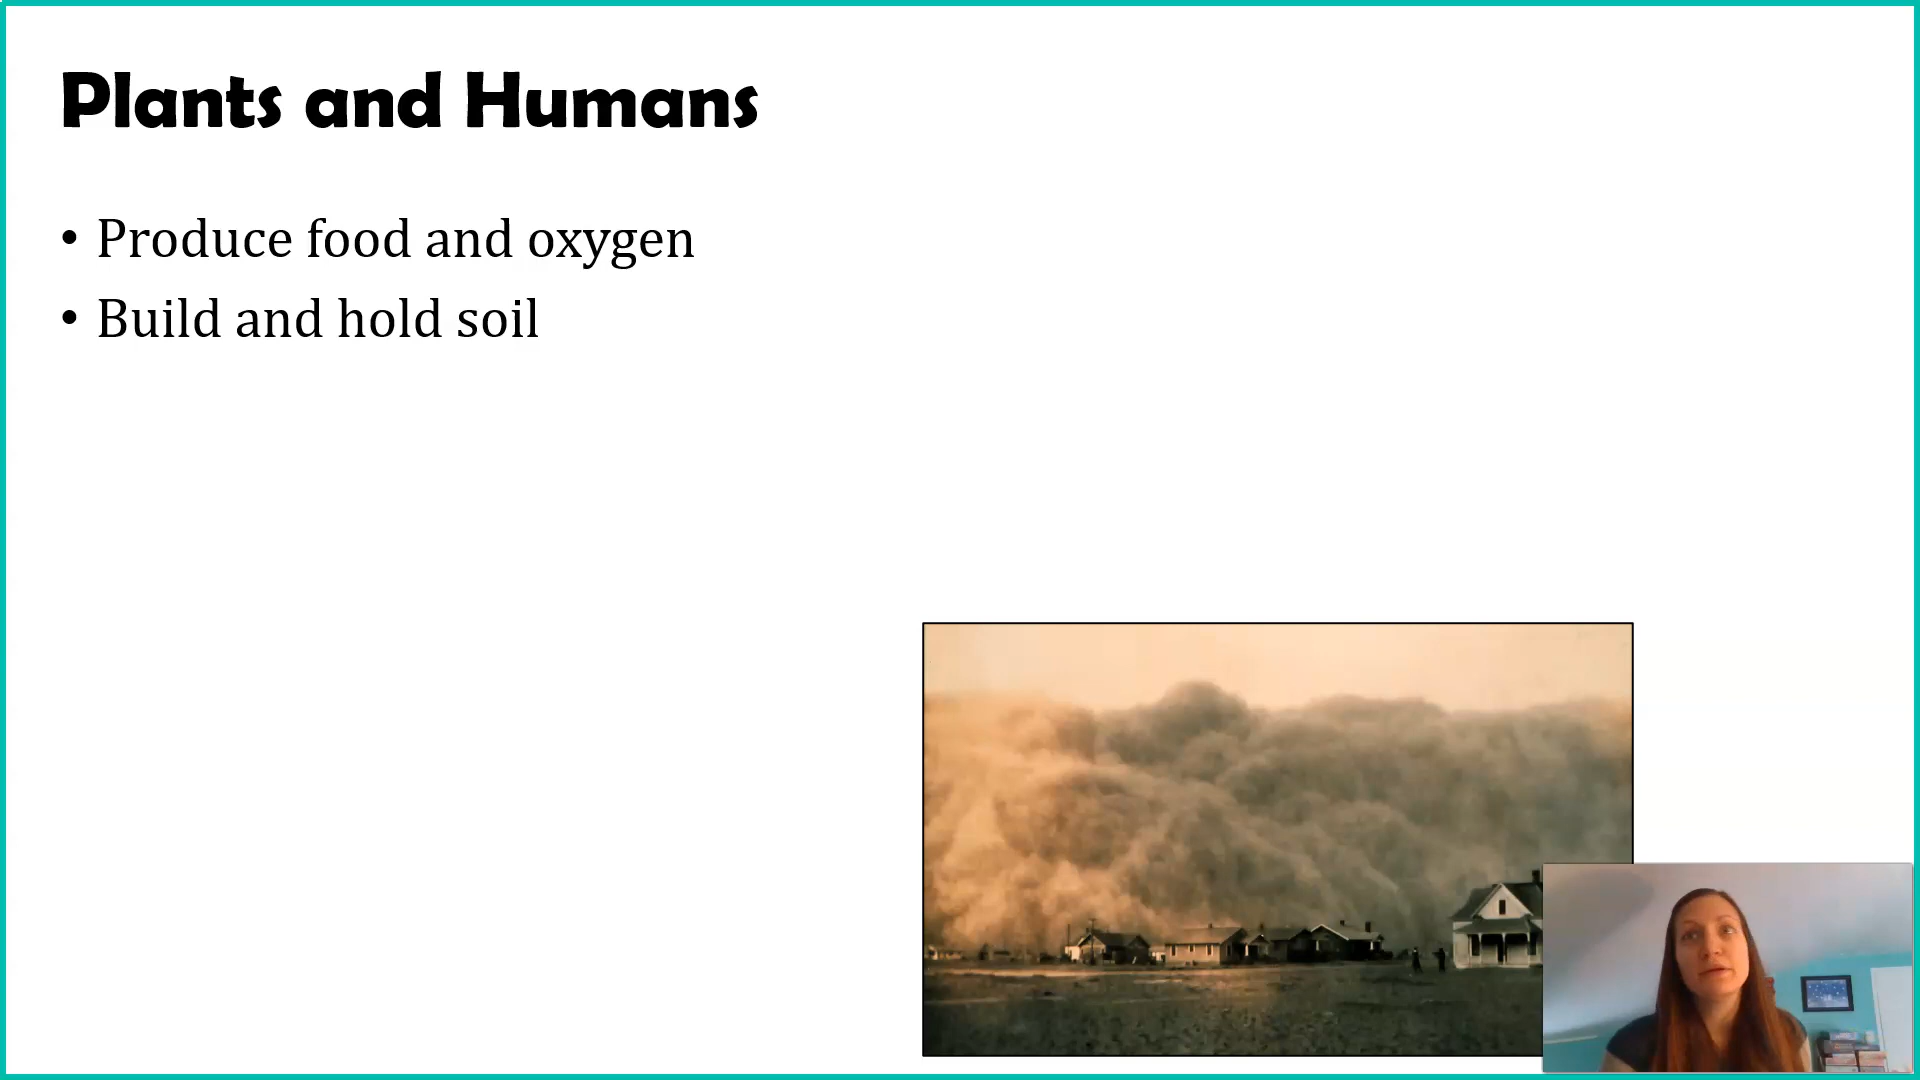 Plants and Humans
• Produce food and oxygen
• Build and hold soil